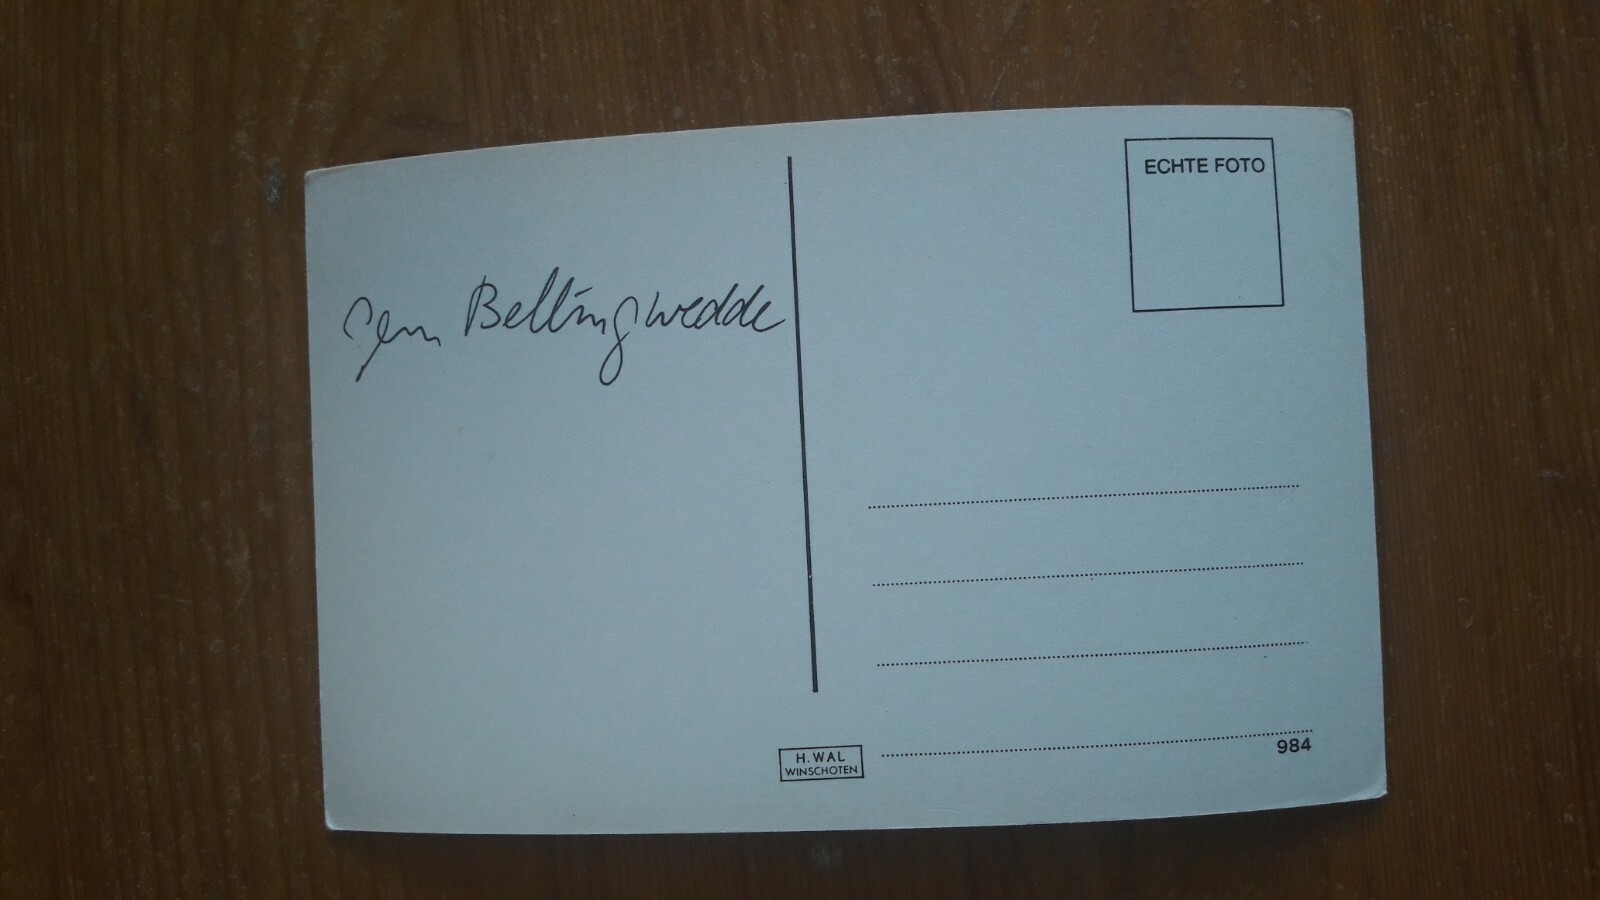 gem Bellingwedde
ECHTE FOTO
H. WAL
WINSCHOTEN
984